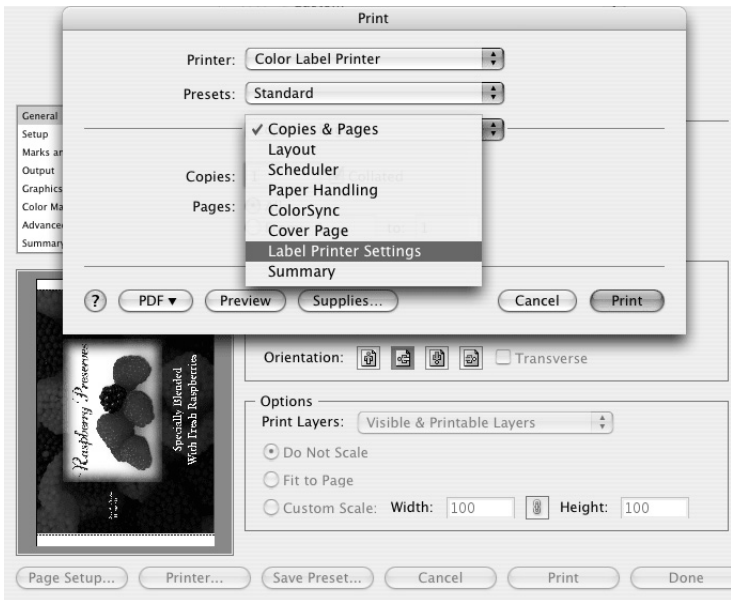 Print
Printer: Color Label Printer
Presets: Standard
✓ Copies & Pages
Layout
Scheduler
Paper Handling
ColorSync
Cover Page
Label Printer Settings
Summary
Copies: Collated
Pages:
to: 1
? PDF ▼ Preview Supplies... Cancel Print
General
Setup
Marks an
Output
Graphics
Color Ma
Advance
Summary
Raspberry Preserves
Specially Blended
With Fresh Raspberries
Orientation: Transverse
Options
Print Layers: Visible & Printable Layers
Do Not Scale
Fit to Page
Custom Scale: Width: 100 Height: 100
Page Setup... Printer... Save Preset... Cancel Print Done